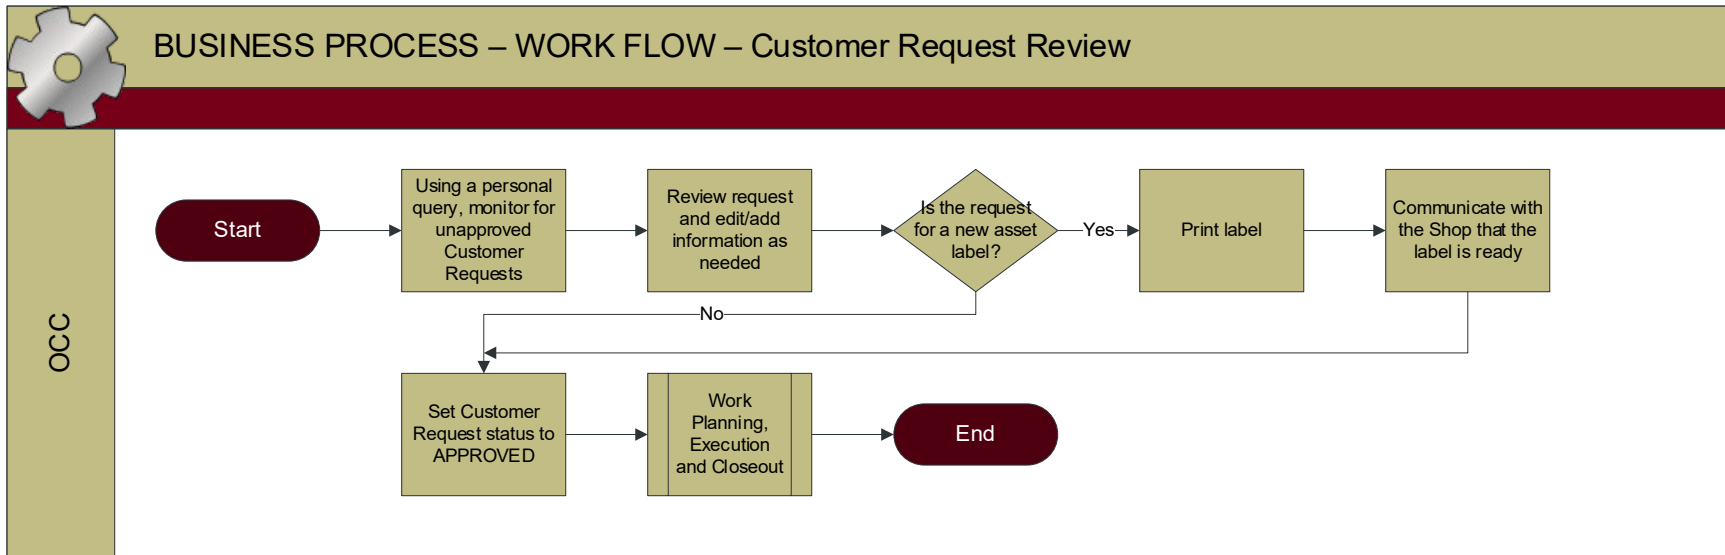 BUSINESS PROCESS – WORK FLOW – Customer Request Review
OCC
Start
Using a personal
query, monitor for
unapproved
Customer
Requests
Review request
and edit/add
information as
needed
Is the request
for a new asset
label?
Yes
Print label
Communicate with
the Shop that the
label is ready
No
Set Customer
Request status to
APPROVED
Work
Planning,
Execution
and Closeout
End